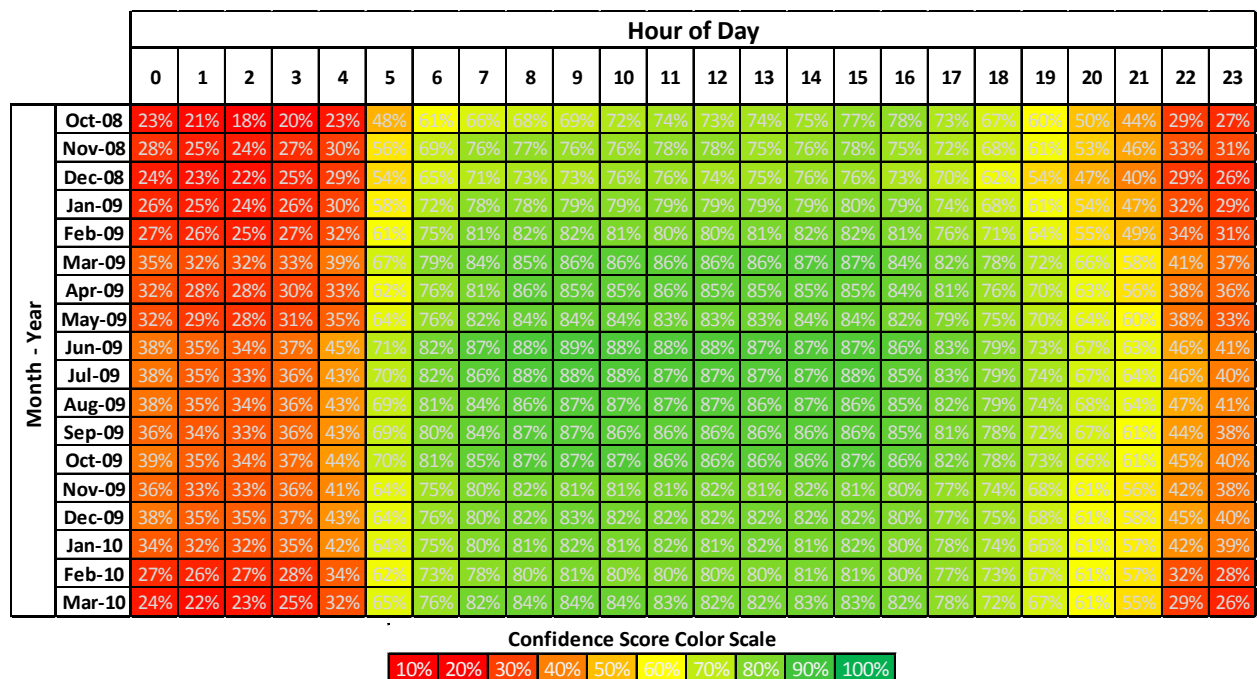 Hour of Day
0 1 2 3 4 5 6 7 8 9 10 11 12 13 14 15 16 17 18 19 20 21 22 23
Month - Year
Oct-08 23% 21% 18% 20% 23% 48% 61% 66% 68% 69% 72% 74% 73% 74% 75% 77% 78% 73% 67% 60% 50% 44% 29% 27%
Nov-08 28% 25% 24% 27% 30% 56% 69% 76% 77% 76% 76% 78% 78% 75% 76% 78% 75% 72% 68% 61% 53% 46% 33% 31%
Dec-08 24% 23% 22% 25% 29% 54% 65% 71% 73% 73% 76% 76% 74% 75% 76% 76% 73% 70% 62% 54% 47% 40% 29% 26%
Jan-09 26% 25% 24% 26% 30% 58% 72% 78% 78% 79% 79% 79% 79% 79% 79% 80% 79% 74% 68% 61% 54% 47% 32% 29%
Feb-09 27% 26% 25% 27% 32% 61% 75% 81% 82% 82% 81% 80% 80% 81% 82% 82% 81% 76% 71% 64% 55% 49% 34% 31%
Mar-09 35% 32% 32% 33% 39% 67% 79% 84% 85% 86% 86% 86% 86% 86% 87% 87% 84% 82% 78% 72% 66% 58% 41% 37%
Apr-09 32% 28% 28% 30% 33% 62% 76% 81% 86% 85% 85% 86% 85% 85% 85% 85% 84% 81% 76% 70% 63% 56% 38% 36%
May-09 32% 29% 28% 31% 35% 64% 76% 82% 84% 84% 84% 83% 83% 83% 84% 84% 82% 79% 75% 70% 64% 60% 38% 33%
Jun-09 38% 35% 34% 37% 45% 71% 82% 87% 88% 89% 88% 88% 88% 87% 87% 87% 86% 83% 79% 73% 67% 63% 46% 41%
Jul-09 38% 35% 33% 36% 43% 70% 82% 86% 88% 88% 88% 87% 87% 87% 87% 88% 85% 83% 79% 74% 67% 64% 46% 40%
Aug-09 38% 35% 34% 36% 43% 69% 81% 84% 86% 87% 87% 87% 87% 86% 87% 86% 85% 82% 79% 74% 68% 64% 47% 41%
Sep-09 36% 34% 33% 36% 43% 69% 80% 84% 87% 87% 86% 86% 86% 86% 86% 86% 85% 81% 78% 72% 67% 61% 44% 38%
Oct-09 39% 35% 34% 37% 44% 70% 81% 85% 87% 87% 87% 86% 86% 86% 86% 87% 86% 82% 78% 73% 66% 61% 45% 40%
Nov-09 36% 33% 33% 36% 41% 64% 75% 80% 82% 81% 81% 81% 82% 81% 82% 81% 80% 77% 74% 68% 61% 56% 42% 38%
Dec-09 38% 35% 35% 37% 43% 64% 76% 80% 82% 83% 82% 82% 82% 82% 82% 82% 80% 77% 75% 68% 61% 58% 45% 40%
Jan-10 34% 32% 32% 35% 42% 64% 75% 80% 81% 82% 81% 82% 81% 82% 81% 82% 80% 78% 74% 66% 61% 57% 42% 39%
Feb-10 27% 26% 27% 28% 34% 62% 73% 78% 80% 81% 80% 80% 80% 80% 81% 81% 80% 77% 73% 67% 61% 57% 32% 28%
Mar-10 24% 22% 23% 25% 32% 65% 76% 82% 84% 84% 84% 83% 82% 82% 83% 83% 82% 78% 72% 67% 61% 55% 29% 26%
Confidence Score Color Scale
10% 20% 30% 40% 50% 60% 70% 80% 90% 100%